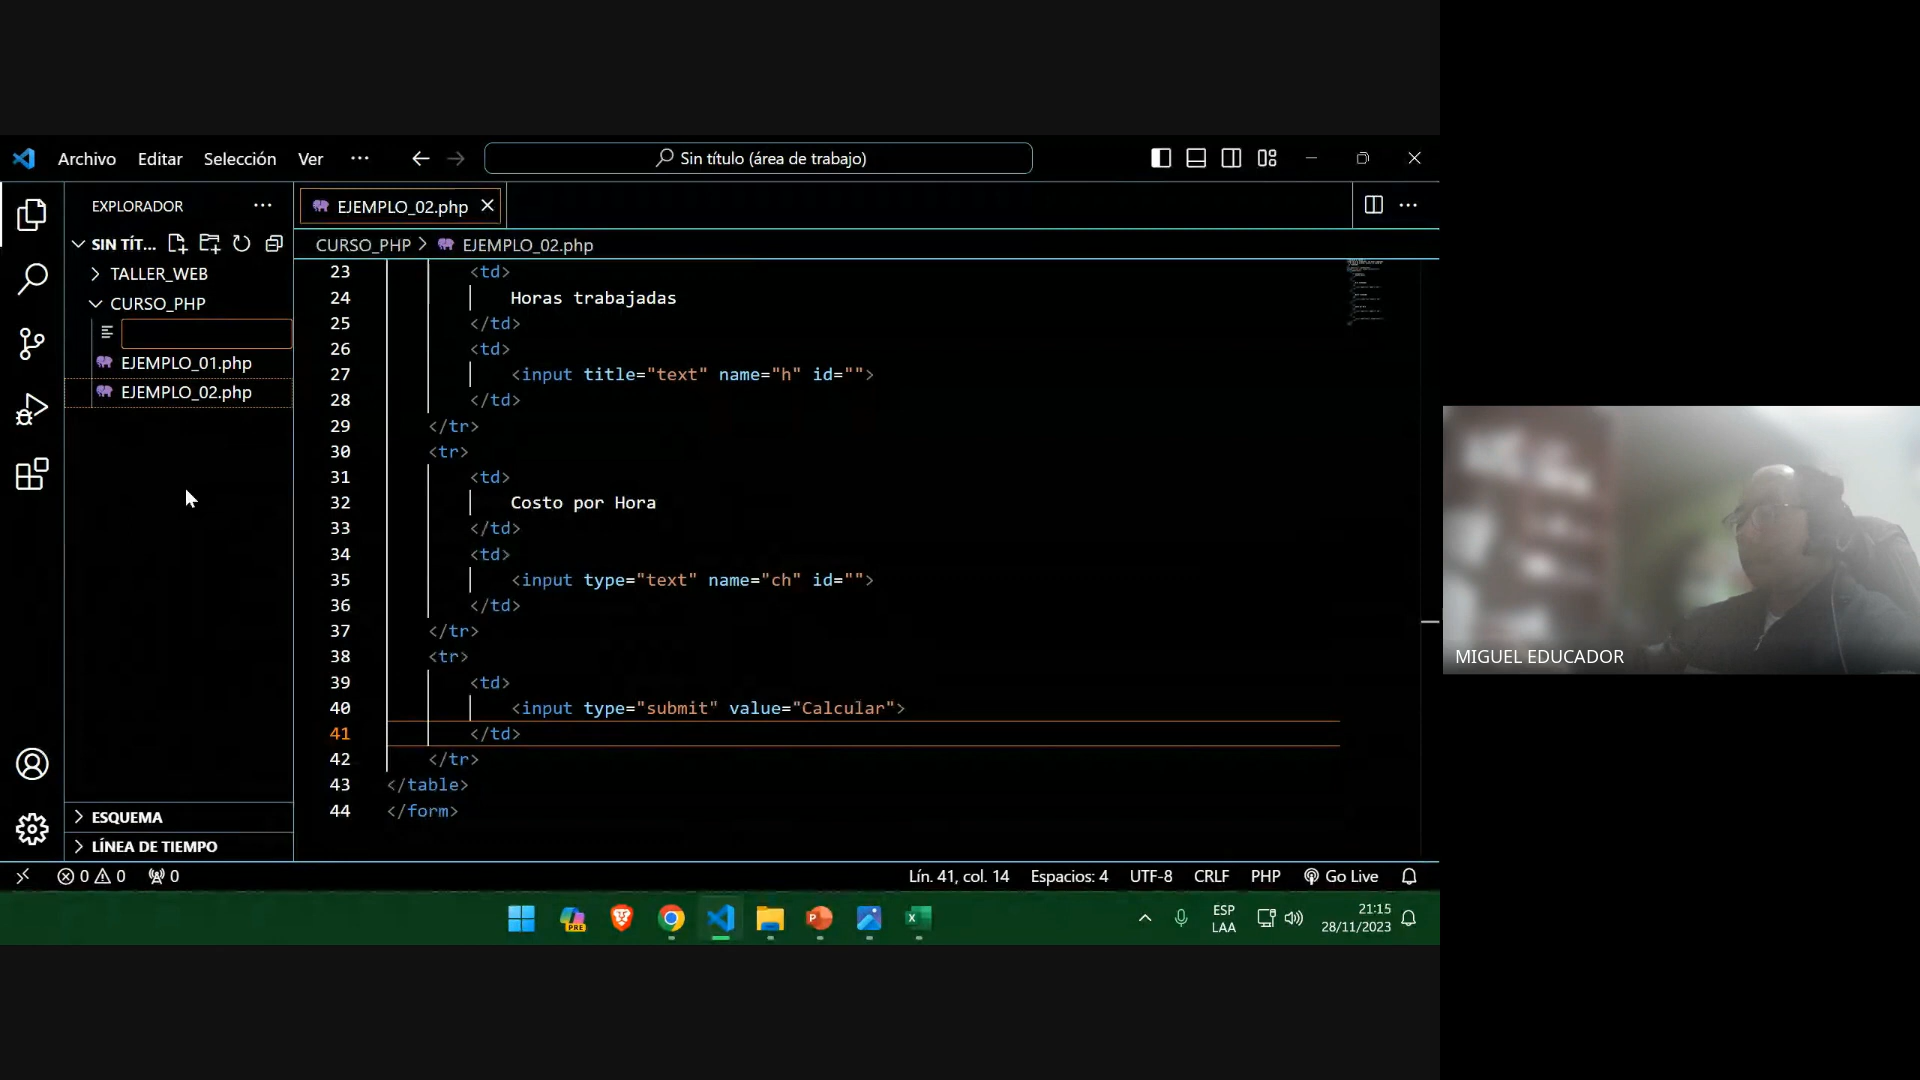 Archivo Editar Selección Ver ··· Sin título (área de trabajo)
EXPLORADOR ···
SIN TÍT...
TALLER_WEB
CURSO_PHP
EJEMPLO_01.php
EJEMPLO_02.php
ESQUEMA
LÍNEA DE TIEMPO
EJEMPLO_02.php
CURSO_PHP > EJEMPLO_02.php
23 <td>
24 Horas trabajadas
25 </td>
26 <td>
27 <input title="text" name="h" id="">
28 </td>
29 </tr>
30 <tr>
31 <td>
32 Costo por Hora
33 </td>
34 <td>
35 <input type="text" name="ch" id="">
36 </td>
37 </tr>
38 <tr>
39 <td>
40 <input type="submit" value="Calcular">
41 </td>
42 </tr>
43 </table>
44 </form>
0 0 0 Lín. 41, col. 14 Espacios: 4 UTF-8 CRLF PHP Go Live
PRE
ESP
LAA
21:15
28/11/2023
MIGUEL EDUCADOR